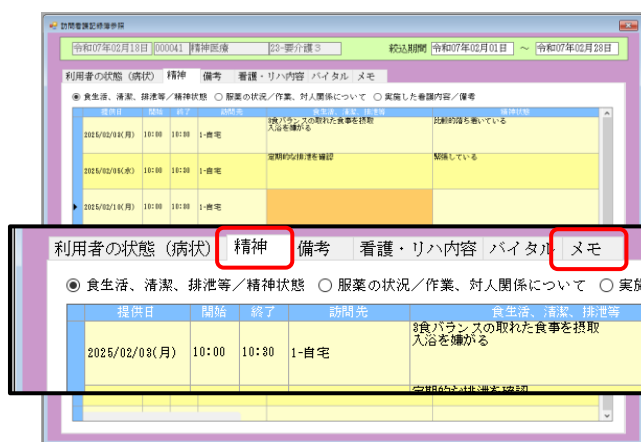 訪問看護記録簿参照
令和07年02月18日 000041 精神医療 23-要介護３ 絞込期間 令和07年02月01日 ～ 令和07年02月28日
利用者の状態（病状） 精神 備考 看護・リハ内容 バイタル メモ
食生活、清潔、排泄等／精神状態 服薬の状況／作業、対人関係について 実施した看護内容／備考
提供日 開始 終了 訪問先 食生活、清潔、排泄等 精神状態
2025/02/03(月) 10:00 10:30 1-自宅 3食バランスの取れた食事を摂取 比較的落ち着いている
入浴を嫌がる
2025/02/05(水) 10:00 10:30 1-自宅 定期的な排泄を確認 緊張している
2025/02/10(月) 10:00 10:30 1-自宅
利用者の状態（病状） 精神 備考 看護・リハ内容 バイタル メモ
食生活、清潔、排泄等／精神状態 服薬の状況／作業、対人関係について 実施
提供日 開始 終了 訪問先 食生活、清潔、排泄等
2025/02/03(月) 10:00 10:30 1-自宅 3食バランスの取れた食事を摂取
入浴を嫌がる
定期的な排泄を確認